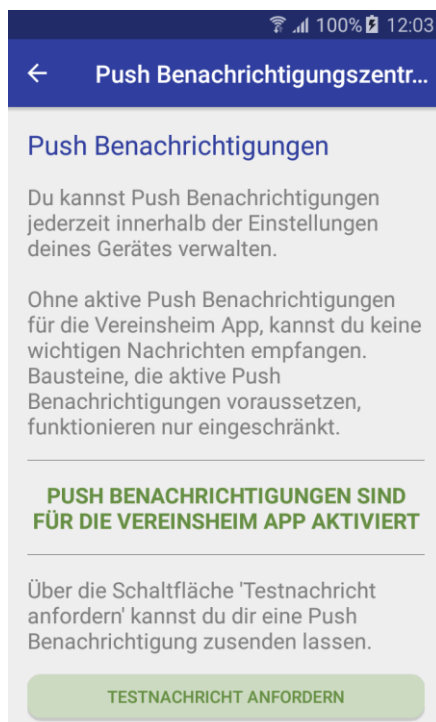 100% 12:03
Push Benachrichtigungszentr...
Push Benachrichtigungen
Du kannst Push Benachrichtigungen
jederzeit innerhalb der Einstellungen
deines Gerätes verwalten.
Ohne aktive Push Benachrichtigungen
für die Vereinsheim App, kannst du keine
wichtigen Nachrichten empfangen.
Bausteine, die aktive Push
Benachrichtigungen voraussetzen,
funktionieren nur eingeschränkt.
PUSH BENACHRICHTIGUNGEN SIND
FÜR DIE VEREINSHEIM APP AKTIVIERT
Über die Schaltfläche 'Testnachricht
anfordern' kannst du dir eine Push
Benachrichtigung zusenden lassen.
TESTNACHRICHT ANFORDERN